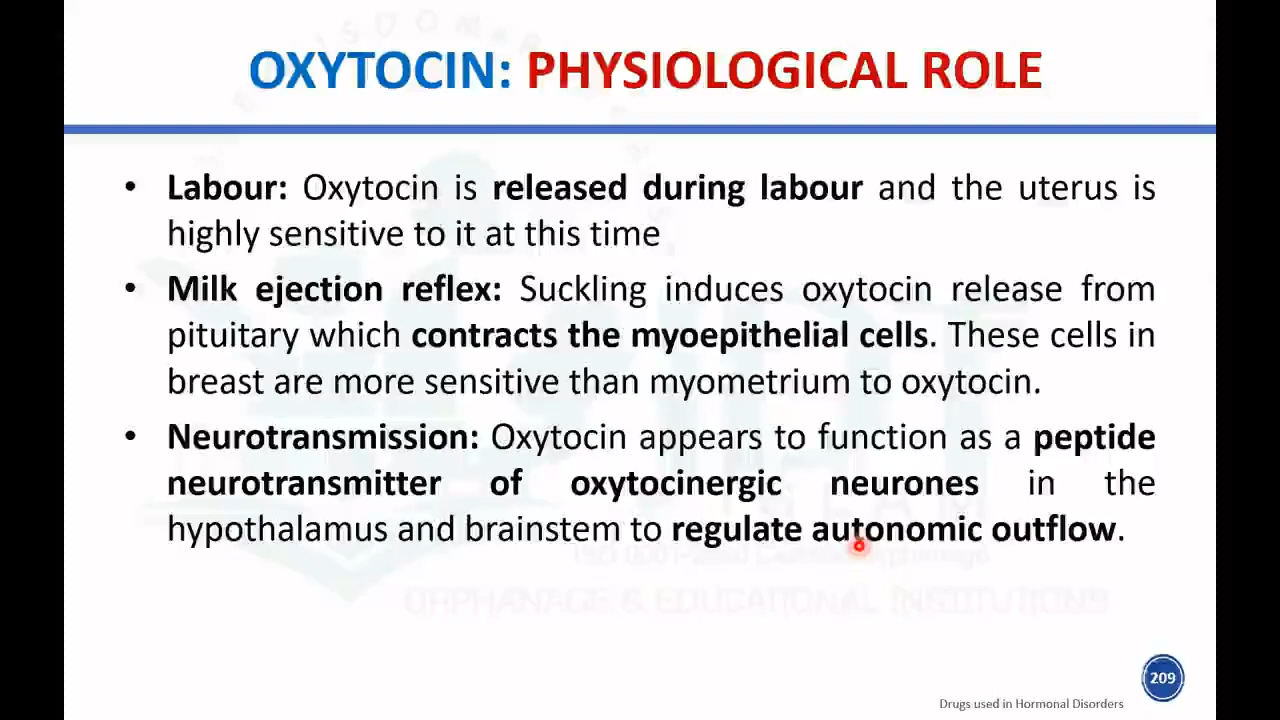 OXYTOCIN: PHYSIOLOGICAL ROLE
• Labour: Oxytocin is released during labour and the uterus is
highly sensitive to it at this time
• Milk ejection reflex: Suckling induces oxytocin release from
pituitary which contracts the myoepithelial cells. These cells in
breast are more sensitive than myometrium to oxytocin.
• Neurotransmission: Oxytocin appears to function as a peptide
neurotransmitter of oxytocinergic neurones in the
hypothalamus and brainstem to regulate autonomic outflow.
ORPHANAGE & EDUCATIONAL INSTITUTIONS
209
Drugs used in Hormonal Disorders